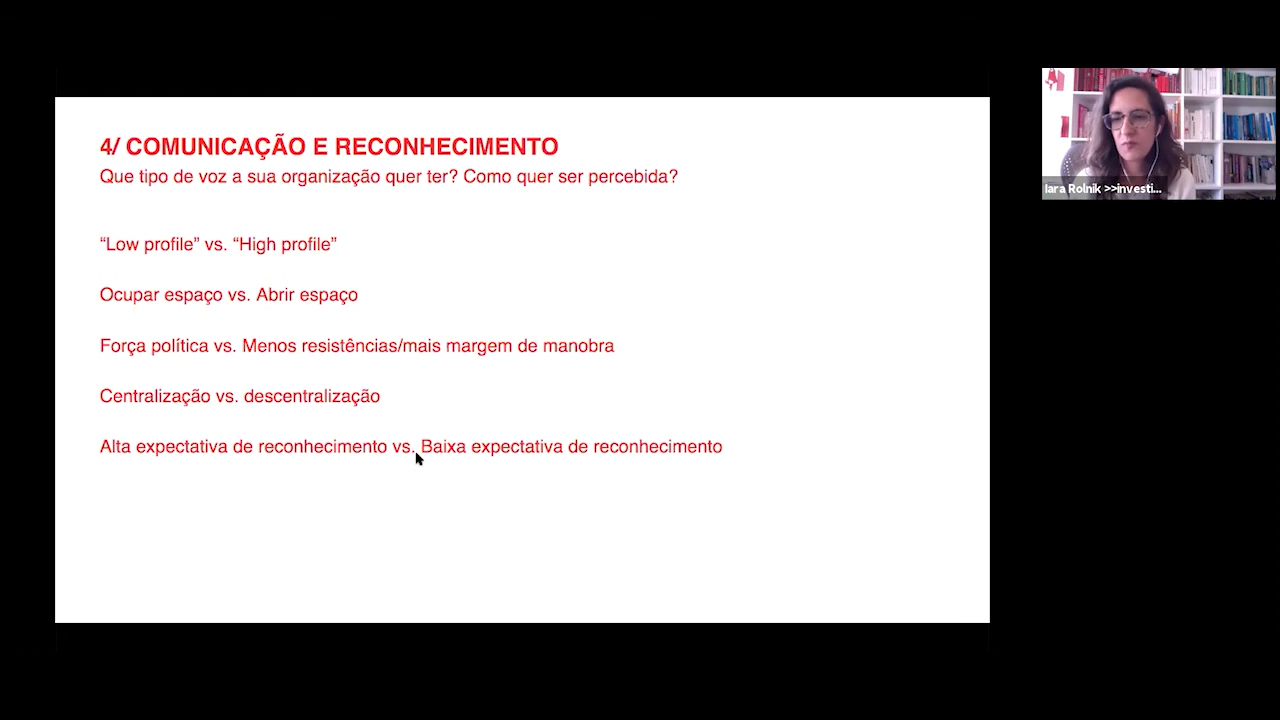 4/ COMUNICAÇÃO E RECONHECIMENTO
Que tipo de voz a sua organização quer ter? Como quer ser percebida?
“Low profile” vs. “High profile”
Ocupar espaço vs. Abrir espaço
Força política vs. Menos resistências/mais margem de manobra
Centralização vs. descentralização
Alta expectativa de reconhecimento vs. Baixa expectativa de reconhecimento
Iara Rolnik >>investi...